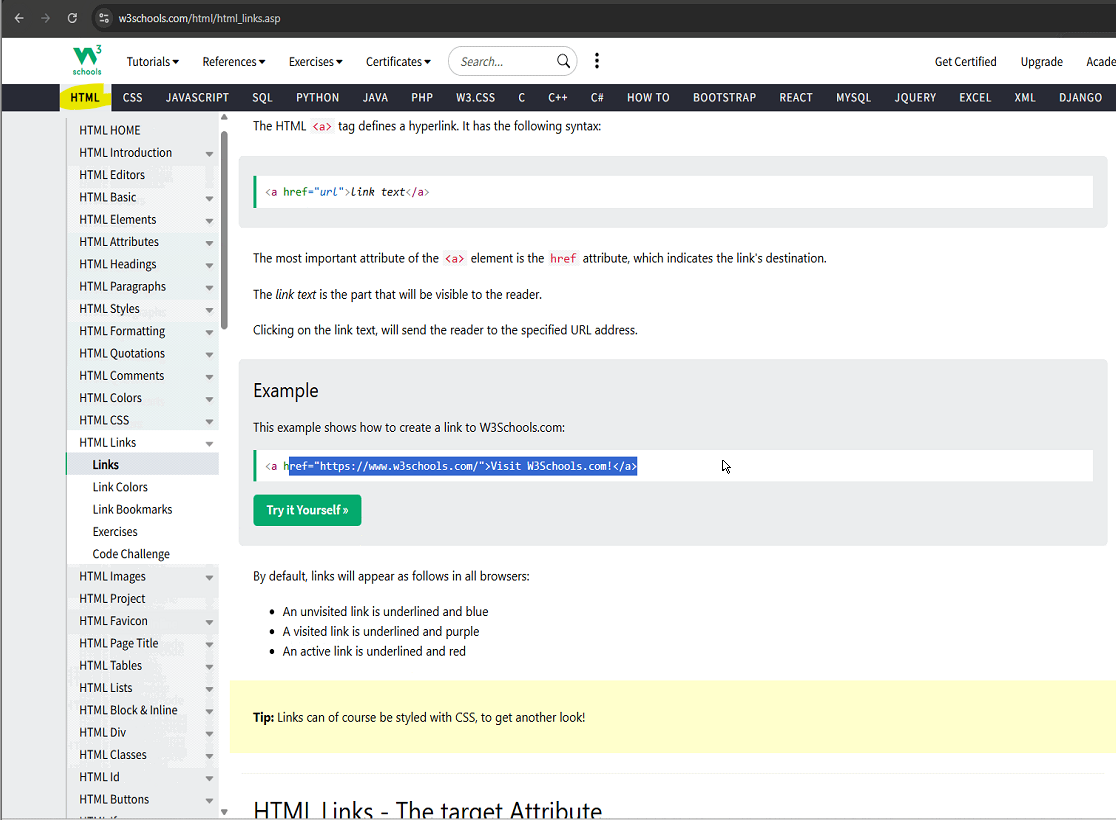 w3schools.com/html/html_links.asp
W3
schools
Tutorials
References
Exercises
Certificates
Search...
Get Certified
Upgrade
Acade
HTML
CSS
JAVASCRIPT
SQL
PYTHON
JAVA
PHP
W3.CSS
C
C++
C#
HOW TO
BOOTSTRAP
REACT
MYSQL
JQUERY
EXCEL
XML
DJANGO
HTML HOME
HTML Introduction
HTML Editors
HTML Basic
HTML Elements
HTML Attributes
HTML Headings
HTML Paragraphs
HTML Styles
HTML Formatting
HTML Quotations
HTML Comments
HTML Colors
HTML CSS
HTML Links
Links
Link Colors
Link Bookmarks
Exercises
Code Challenge
HTML Images
HTML Project
HTML Favicon
HTML Page Title
HTML Tables
HTML Lists
HTML Block & Inline
HTML Div
HTML Classes
HTML Id
HTML Buttons
The HTML <a> tag defines a hyperlink. It has the following syntax:
<a href="url">link text</a>
The most important attribute of the <a> element is the href attribute, which indicates the link's destination.
The link text is the part that will be visible to the reader.
Clicking on the link text, will send the reader to the specified URL address.
Example
This example shows how to create a link to W3Schools.com:
<a href="https://www.w3schools.com/">Visit W3Schools.com!</a>
Try it Yourself »
By default, links will appear as follows in all browsers:
• An unvisited link is underlined and blue
• A visited link is underlined and purple
• An active link is underlined and red
Tip: Links can of course be styled with CSS, to get another look!
HTML Links - The target Attribute